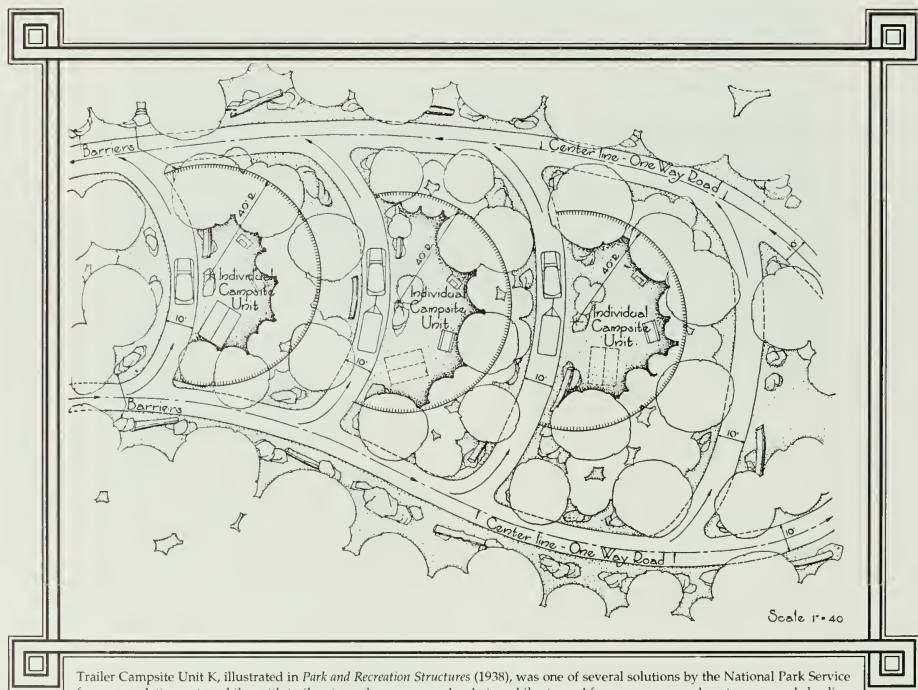 Barriers
Center line - One Way Road
10'
40' R.
40' R.
40' R.
Individual
Campsite
Unit
Individual
Campsite
Unit
Individual
Campsite
Unit.
10'
10'
10'
10'
Barriers
Center line - One Way Road
10'
Scale 1"=40
Trailer Campsite Unit K, illustrated in Park and Recreation Structures (1938), was one of several solutions by the National Park Service